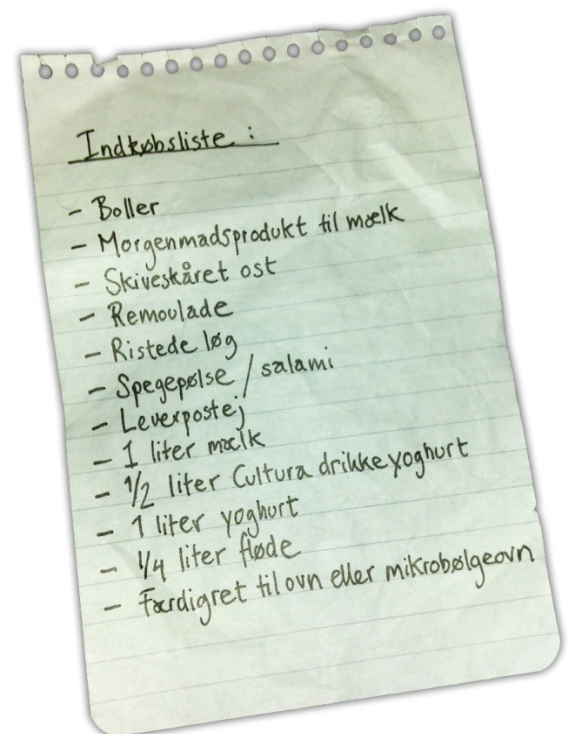 Indkøbsliste :
- Boller
- Morgenmadsprodukt til mælk
- Skiveskåret ost
- Remoulade
- Ristede løg
- Spegepølse / salami
- Leverpostej
- 1 liter mælk
- 1/2 liter Cultura drikkeyoghurt
- 1 liter yoghurt
- 1/4 liter fløde
- Færdigret til ovn eller mikrobølgeovn